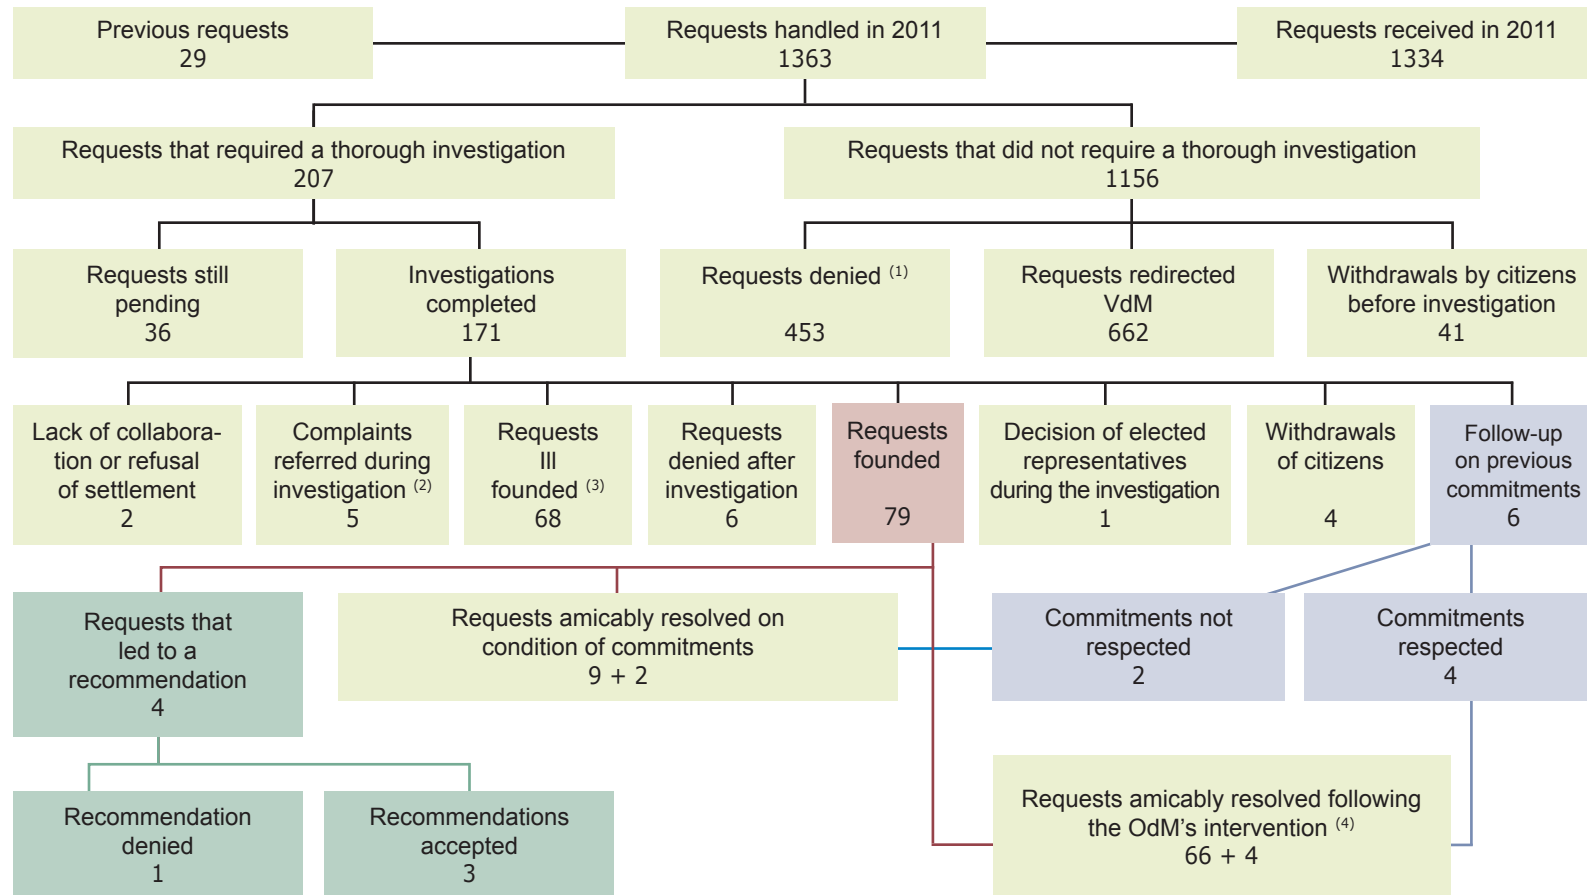 Previous requests
29
Requests handled in 2011
1363
Requests received in 2011
1334
Requests that required a thorough investigation
207
Requests that did not require a thorough investigation
1156
Requests still
pending
36
Investigations
completed
171
Requests denied (1)
453
Requests redirected
VdM
662
Withdrawals by citizens
before investigation
41
Lack of collabora-
tion or refusal
of settlement
2
Complaints
referred during
investigation (2)
5
Requests
Ill
founded (3)
68
Requests
denied after
investigation
6
Requests
founded
79
Decision of elected
representatives
during the investigation
1
Withdrawals
of citizens
4
Follow-up
on previous
commitments
6
Requests that
led to a
recommendation
4
Requests amicably resolved on
condition of commitments
9 + 2
Commitments not
respected
2
Commitments
respected
4
Recommendation
denied
1
Recommendations
accepted
3
Requests amicably resolved following
the OdM’s intervention (4)
66 + 4